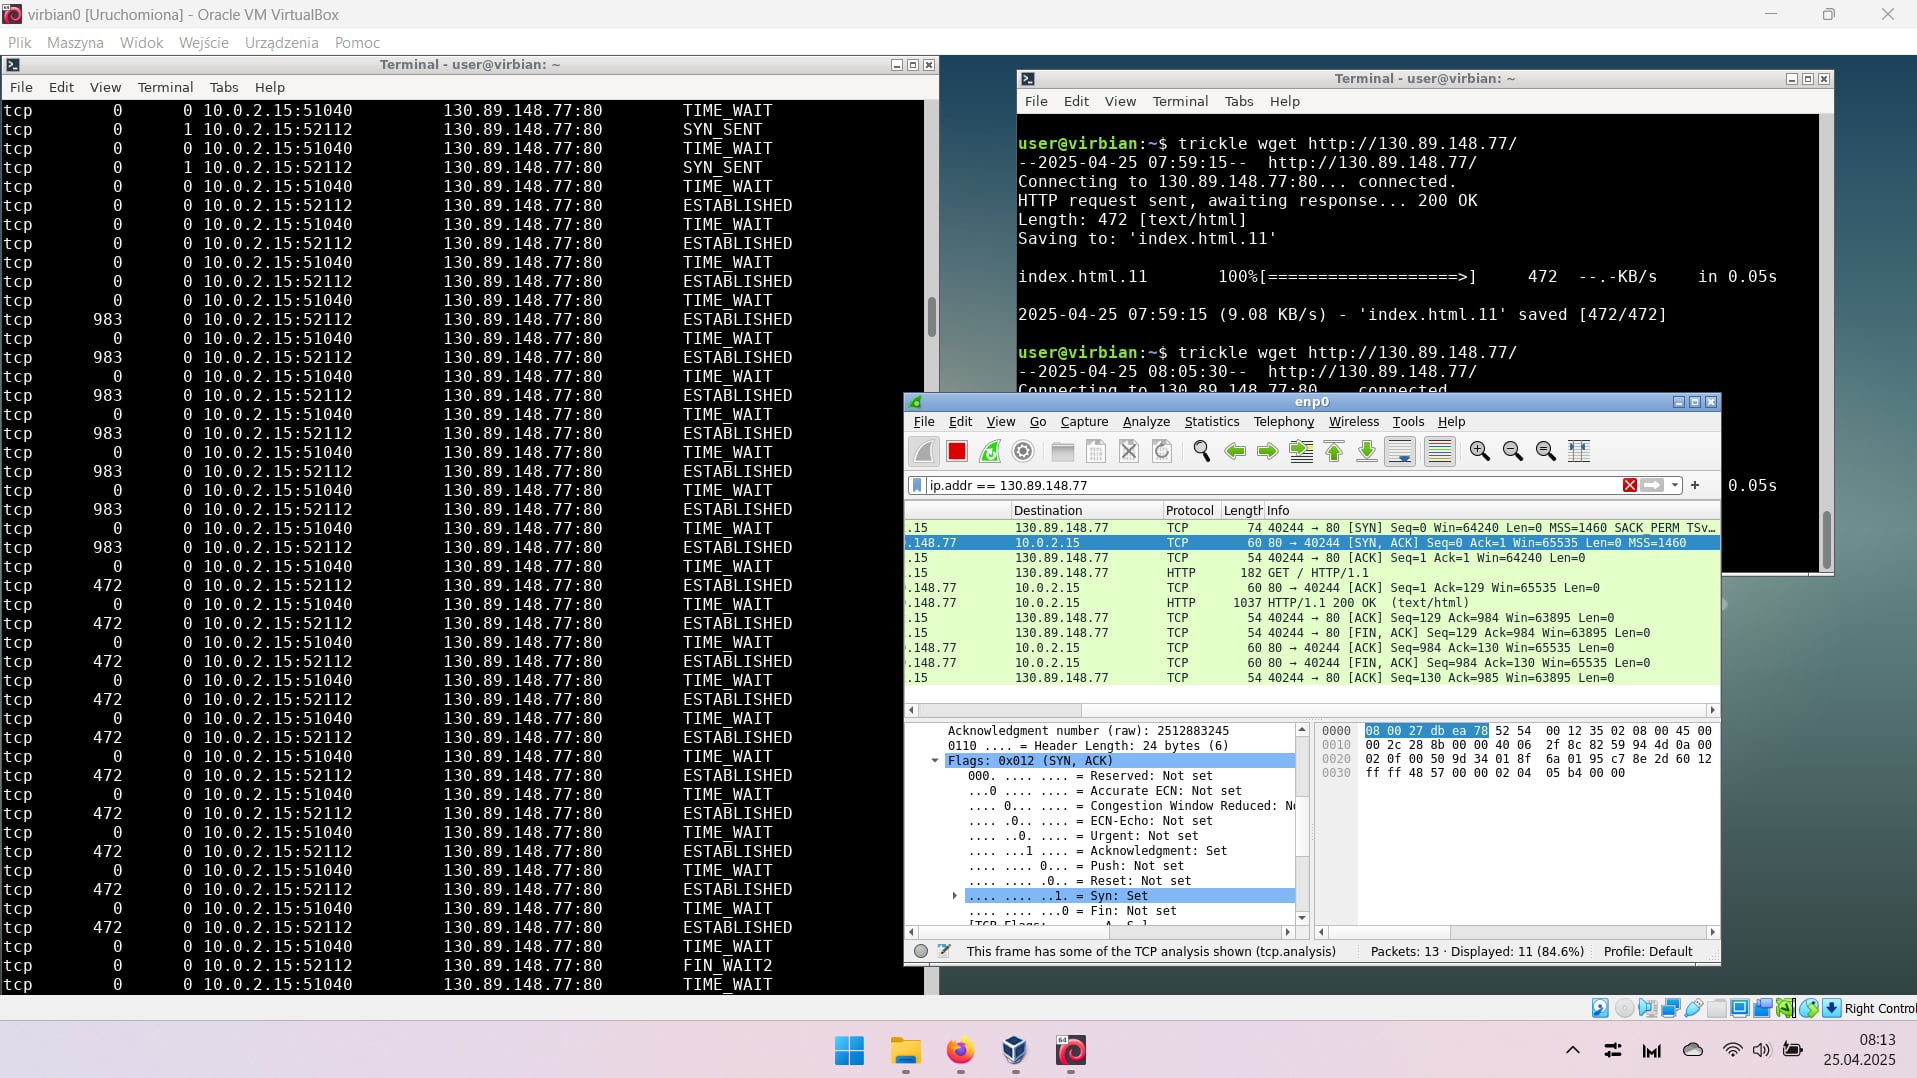 virbian0 [Uruchomiona] - Oracle VM VirtualBox
Plik Maszyna Widok Wejście Urządzenia Pomoc
Terminal - user@virbian: ~
File Edit View Terminal Tabs Help
tcp 0 0 10.0.2.15:51040 130.89.148.77:80 TIME_WAIT
tcp 0 1 10.0.2.15:52112 130.89.148.77:80 SYN_SENT
tcp 0 0 10.0.2.15:51040 130.89.148.77:80 TIME_WAIT
tcp 0 1 10.0.2.15:52112 130.89.148.77:80 SYN_SENT
tcp 0 0 10.0.2.15:51040 130.89.148.77:80 TIME_WAIT
tcp 0 0 10.0.2.15:52112 130.89.148.77:80 ESTABLISHED
tcp 0 0 10.0.2.15:51040 130.89.148.77:80 TIME_WAIT
tcp 0 0 10.0.2.15:52112 130.89.148.77:80 ESTABLISHED
tcp 0 0 10.0.2.15:51040 130.89.148.77:80 TIME_WAIT
tcp 0 0 10.0.2.15:52112 130.89.148.77:80 ESTABLISHED
tcp 0 0 10.0.2.15:51040 130.89.148.77:80 TIME_WAIT
tcp 983 0 10.0.2.15:52112 130.89.148.77:80 ESTABLISHED
tcp 0 0 10.0.2.15:51040 130.89.148.77:80 TIME_WAIT
tcp 983 0 10.0.2.15:52112 130.89.148.77:80 ESTABLISHED
tcp 0 0 10.0.2.15:51040 130.89.148.77:80 TIME_WAIT
tcp 983 0 10.0.2.15:52112 130.89.148.77:80 ESTABLISHED
tcp 0 0 10.0.2.15:51040 130.89.148.77:80 TIME_WAIT
tcp 983 0 10.0.2.15:52112 130.89.148.77:80 ESTABLISHED
tcp 0 0 10.0.2.15:51040 130.89.148.77:80 TIME_WAIT
tcp 983 0 10.0.2.15:52112 130.89.148.77:80 ESTABLISHED
tcp 0 0 10.0.2.15:51040 130.89.148.77:80 TIME_WAIT
tcp 983 0 10.0.2.15:52112 130.89.148.77:80 ESTABLISHED
tcp 0 0 10.0.2.15:51040 130.89.148.77:80 TIME_WAIT
tcp 983 0 10.0.2.15:52112 130.89.148.77:80 ESTABLISHED
tcp 0 0 10.0.2.15:51040 130.89.148.77:80 TIME_WAIT
tcp 472 0 10.0.2.15:52112 130.89.148.77:80 ESTABLISHED
tcp 0 0 10.0.2.15:51040 130.89.148.77:80 TIME_WAIT
tcp 472 0 10.0.2.15:52112 130.89.148.77:80 ESTABLISHED
tcp 0 0 10.0.2.15:51040 130.89.148.77:80 TIME_WAIT
tcp 472 0 10.0.2.15:52112 130.89.148.77:80 ESTABLISHED
tcp 0 0 10.0.2.15:51040 130.89.148.77:80 TIME_WAIT
tcp 472 0 10.0.2.15:52112 130.89.148.77:80 ESTABLISHED
tcp 0 0 10.0.2.15:51040 130.89.148.77:80 TIME_WAIT
tcp 472 0 10.0.2.15:52112 130.89.148.77:80 ESTABLISHED
tcp 0 0 10.0.2.15:51040 130.89.148.77:80 TIME_WAIT
tcp 472 0 10.0.2.15:52112 130.89.148.77:80 ESTABLISHED
tcp 0 0 10.0.2.15:51040 130.89.148.77:80 TIME_WAIT
tcp 472 0 10.0.2.15:52112 130.89.148.77:80 ESTABLISHED
tcp 0 0 10.0.2.15:51040 130.89.148.77:80 TIME_WAIT
tcp 472 0 10.0.2.15:52112 130.89.148.77:80 ESTABLISHED
tcp 0 0 10.0.2.15:51040 130.89.148.77:80 TIME_WAIT
tcp 472 0 10.0.2.15:52112 130.89.148.77:80 ESTABLISHED
tcp 0 0 10.0.2.15:51040 130.89.148.77:80 TIME_WAIT
tcp 472 0 10.0.2.15:52112 130.89.148.77:80 ESTABLISHED
tcp 0 0 10.0.2.15:51040 130.89.148.77:80 TIME_WAIT
tcp 0 0 10.0.2.15:52112 130.89.148.77:80 FIN_WAIT2
tcp 0 0 10.0.2.15:51040 130.89.148.77:80 TIME_WAIT
Terminal - user@virbian: ~
File Edit View Terminal Tabs Help
user@virbian:~$ trickle wget http://130.89.148.77/
--2025-04-25 07:59:15-- http://130.89.148.77/
Connecting to 130.89.148.77:80... connected.
HTTP request sent, awaiting response... 200 OK
Length: 472 [text/html]
Saving to: 'index.html.11'
index.html.11 100%[===================>] 472 --.-KB/s in 0.05s
2025-04-25 07:59:15 (9.08 KB/s) - 'index.html.11' saved [472/472]
user@virbian:~$ trickle wget http://130.89.148.77/
--2025-04-25 08:05:30-- http://130.89.148.77/
Connecting to 130.89.148.77:80... connected.
0.05s
enp0
File Edit View Go Capture Analyze Statistics Telephony Wireless Tools Help
ip.addr == 130.89.148.77
Destination Protocol Length Info
.15 130.89.148.77 TCP 74 40244 → 80 [SYN] Seq=0 Win=64240 Len=0 MSS=1460 SACK_PERM TSv…
.148.77 10.0.2.15 TCP 60 80 → 40244 [SYN, ACK] Seq=0 Ack=1 Win=65535 Len=0 MSS=1460
.15 130.89.148.77 TCP 54 40244 → 80 [ACK] Seq=1 Ack=1 Win=64240 Len=0
.15 130.89.148.77 HTTP 182 GET / HTTP/1.1
.148.77 10.0.2.15 TCP 60 80 → 40244 [ACK] Seq=1 Ack=129 Win=65535 Len=0
.148.77 10.0.2.15 HTTP 1037 HTTP/1.1 200 OK (text/html)
.15 130.89.148.77 TCP 54 40244 → 80 [ACK] Seq=129 Ack=984 Win=63895 Len=0
.15 130.89.148.77 TCP 54 40244 → 80 [FIN, ACK] Seq=129 Ack=984 Win=63895 Len=0
.148.77 10.0.2.15 TCP 60 80 → 40244 [ACK] Seq=984 Ack=130 Win=65535 Len=0
.148.77 10.0.2.15 TCP 60 80 → 40244 [FIN, ACK] Seq=984 Ack=130 Win=65535 Len=0
.15 130.89.148.77 TCP 54 40244 → 80 [ACK] Seq=130 Ack=985 Win=63895 Len=0
Acknowledgment number (raw): 2512883245
0110 .... = Header Length: 24 bytes (6)
Flags: 0x012 (SYN, ACK)
000. .... .... = Reserved: Not set
...0 .... .... = Accurate ECN: Not set
.... 0... .... = Congestion Window Reduced: No
.... .0.. .... = ECN-Echo: Not set
.... ..0. .... = Urgent: Not set
.... ...1 .... = Acknowledgment: Set
.... .... 0... = Push: Not set
.... .... .0.. = Reset: Not set
.... .... ..1. = Syn: Set
.... .... ...0 = Fin: Not set
0000 08 00 27 db ea 78 52 54 00 12 35 02 08 00 45 00
0010 00 2c 28 8b 00 00 40 06 2f 8c 82 59 94 4d 0a 00
0020 02 0f 00 50 9d 34 01 8f 6a 01 95 c7 8e 2d 60 12
0030 ff ff 48 57 00 00 02 04 05 b4 00 00
This frame has some of the TCP analysis shown (tcp.analysis) Packets: 13 · Displayed: 11 (84.6%) Profile: Default
Right Control
64
08:13
25.04.2025